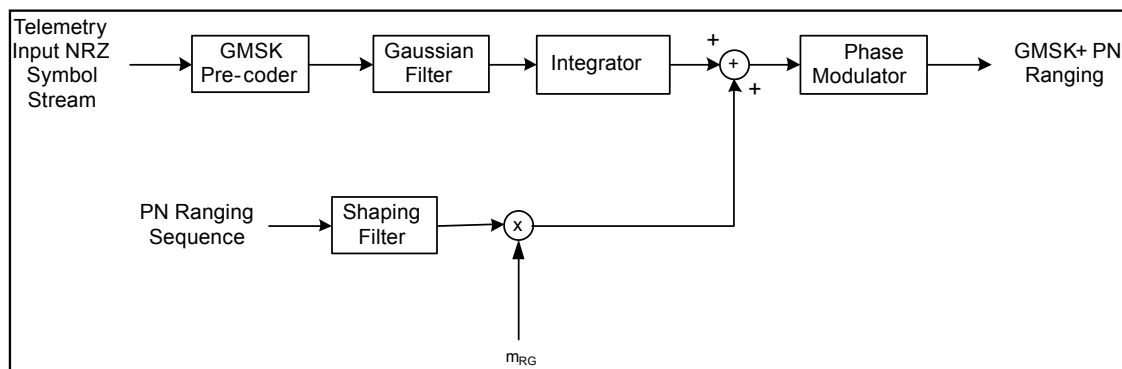 Telemetry
Input NRZ
Symbol
Stream
GMSK
Pre-coder
Gaussian
Filter
Integrator
+
+
+
Phase
Modulator
GMSK+ PN
Ranging
PN Ranging
Sequence
Shaping
Filter
x
mRG